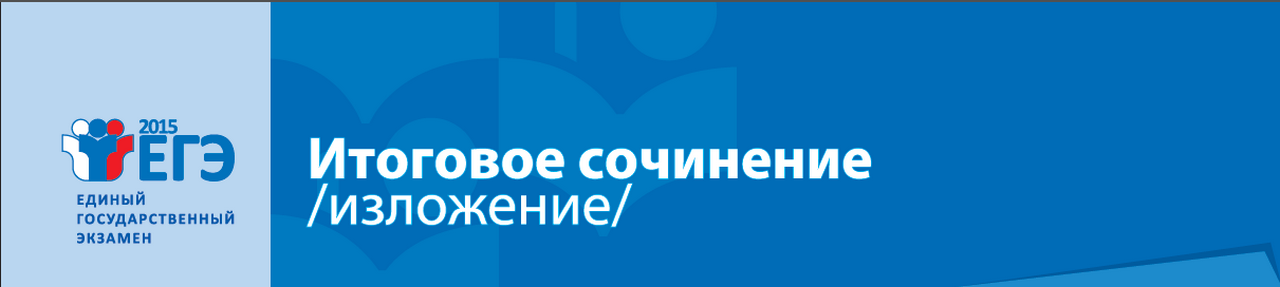 2015
ЕГЭ
ЕДИНЫЙ
ГОСУДАРСТВЕННЫЙ
ЭКЗАМЕН
Итоговое сочинение
/изложение/